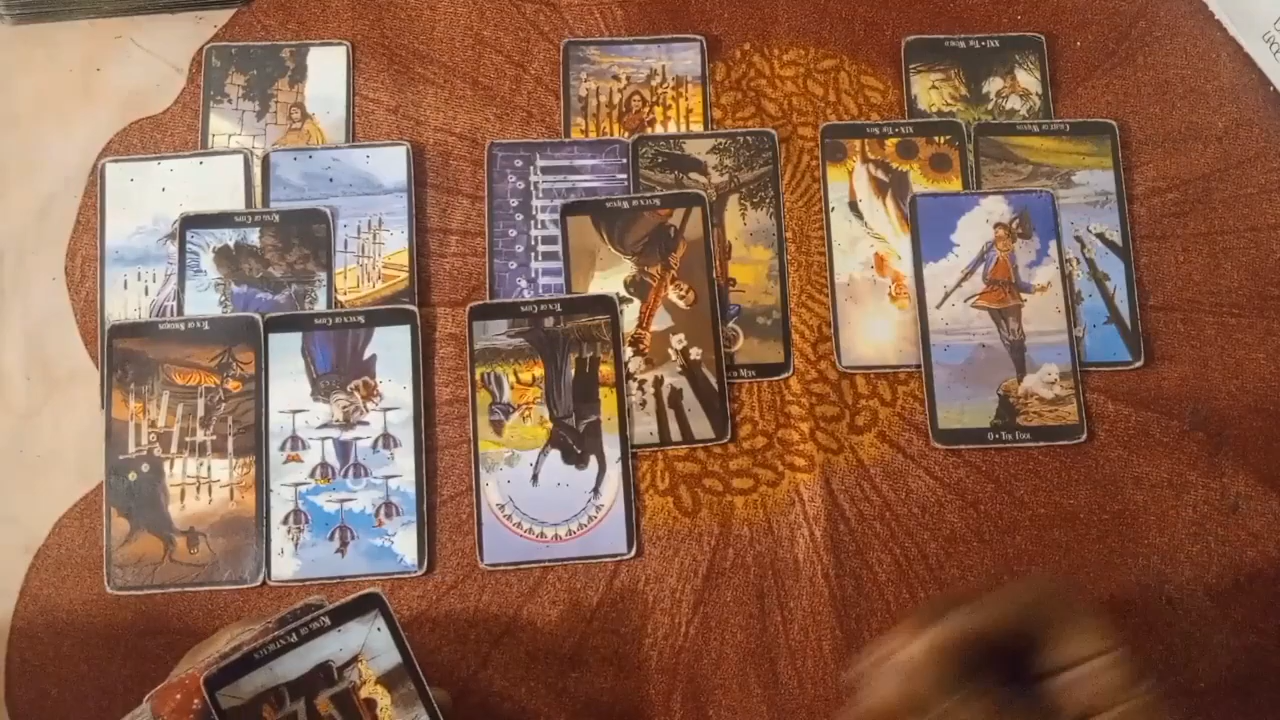 XXI • THE WORLD
XIX • THE SUN
EIGHT OF WANDS
SEVEN OF WANDS
KING OF CUPS
TEN OF SWORDS
SEVEN OF CUPS
TEN OF CUPS
0 • THE FOOL
KING OF PENTACLES